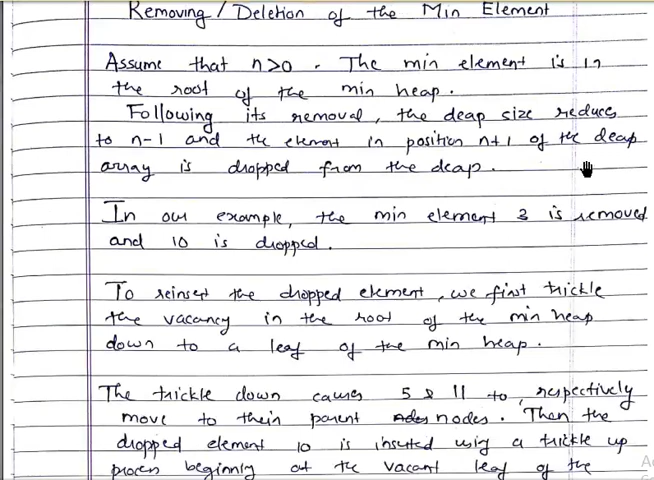 Removing / Deletion of the Min Element
Assume that n>0 . The min element is in
the root of the min heap .
Following its removal, the deap size reduces
to n-1 and the element in position n+1 of the deap
array is dropped from the deap .
In our example, the min element 3 is removed
and 10 is dropped .
To reinsert the dropped element, we first trickle
the vacancy in the root of the min heap
down to a leaf of the min heap .
The trickle down causes 5 & 11 to, respectively
move to their parent nodes . Then the
dropped element 10 is inserted using a trickle up
process beginning at the vacant leaf of the